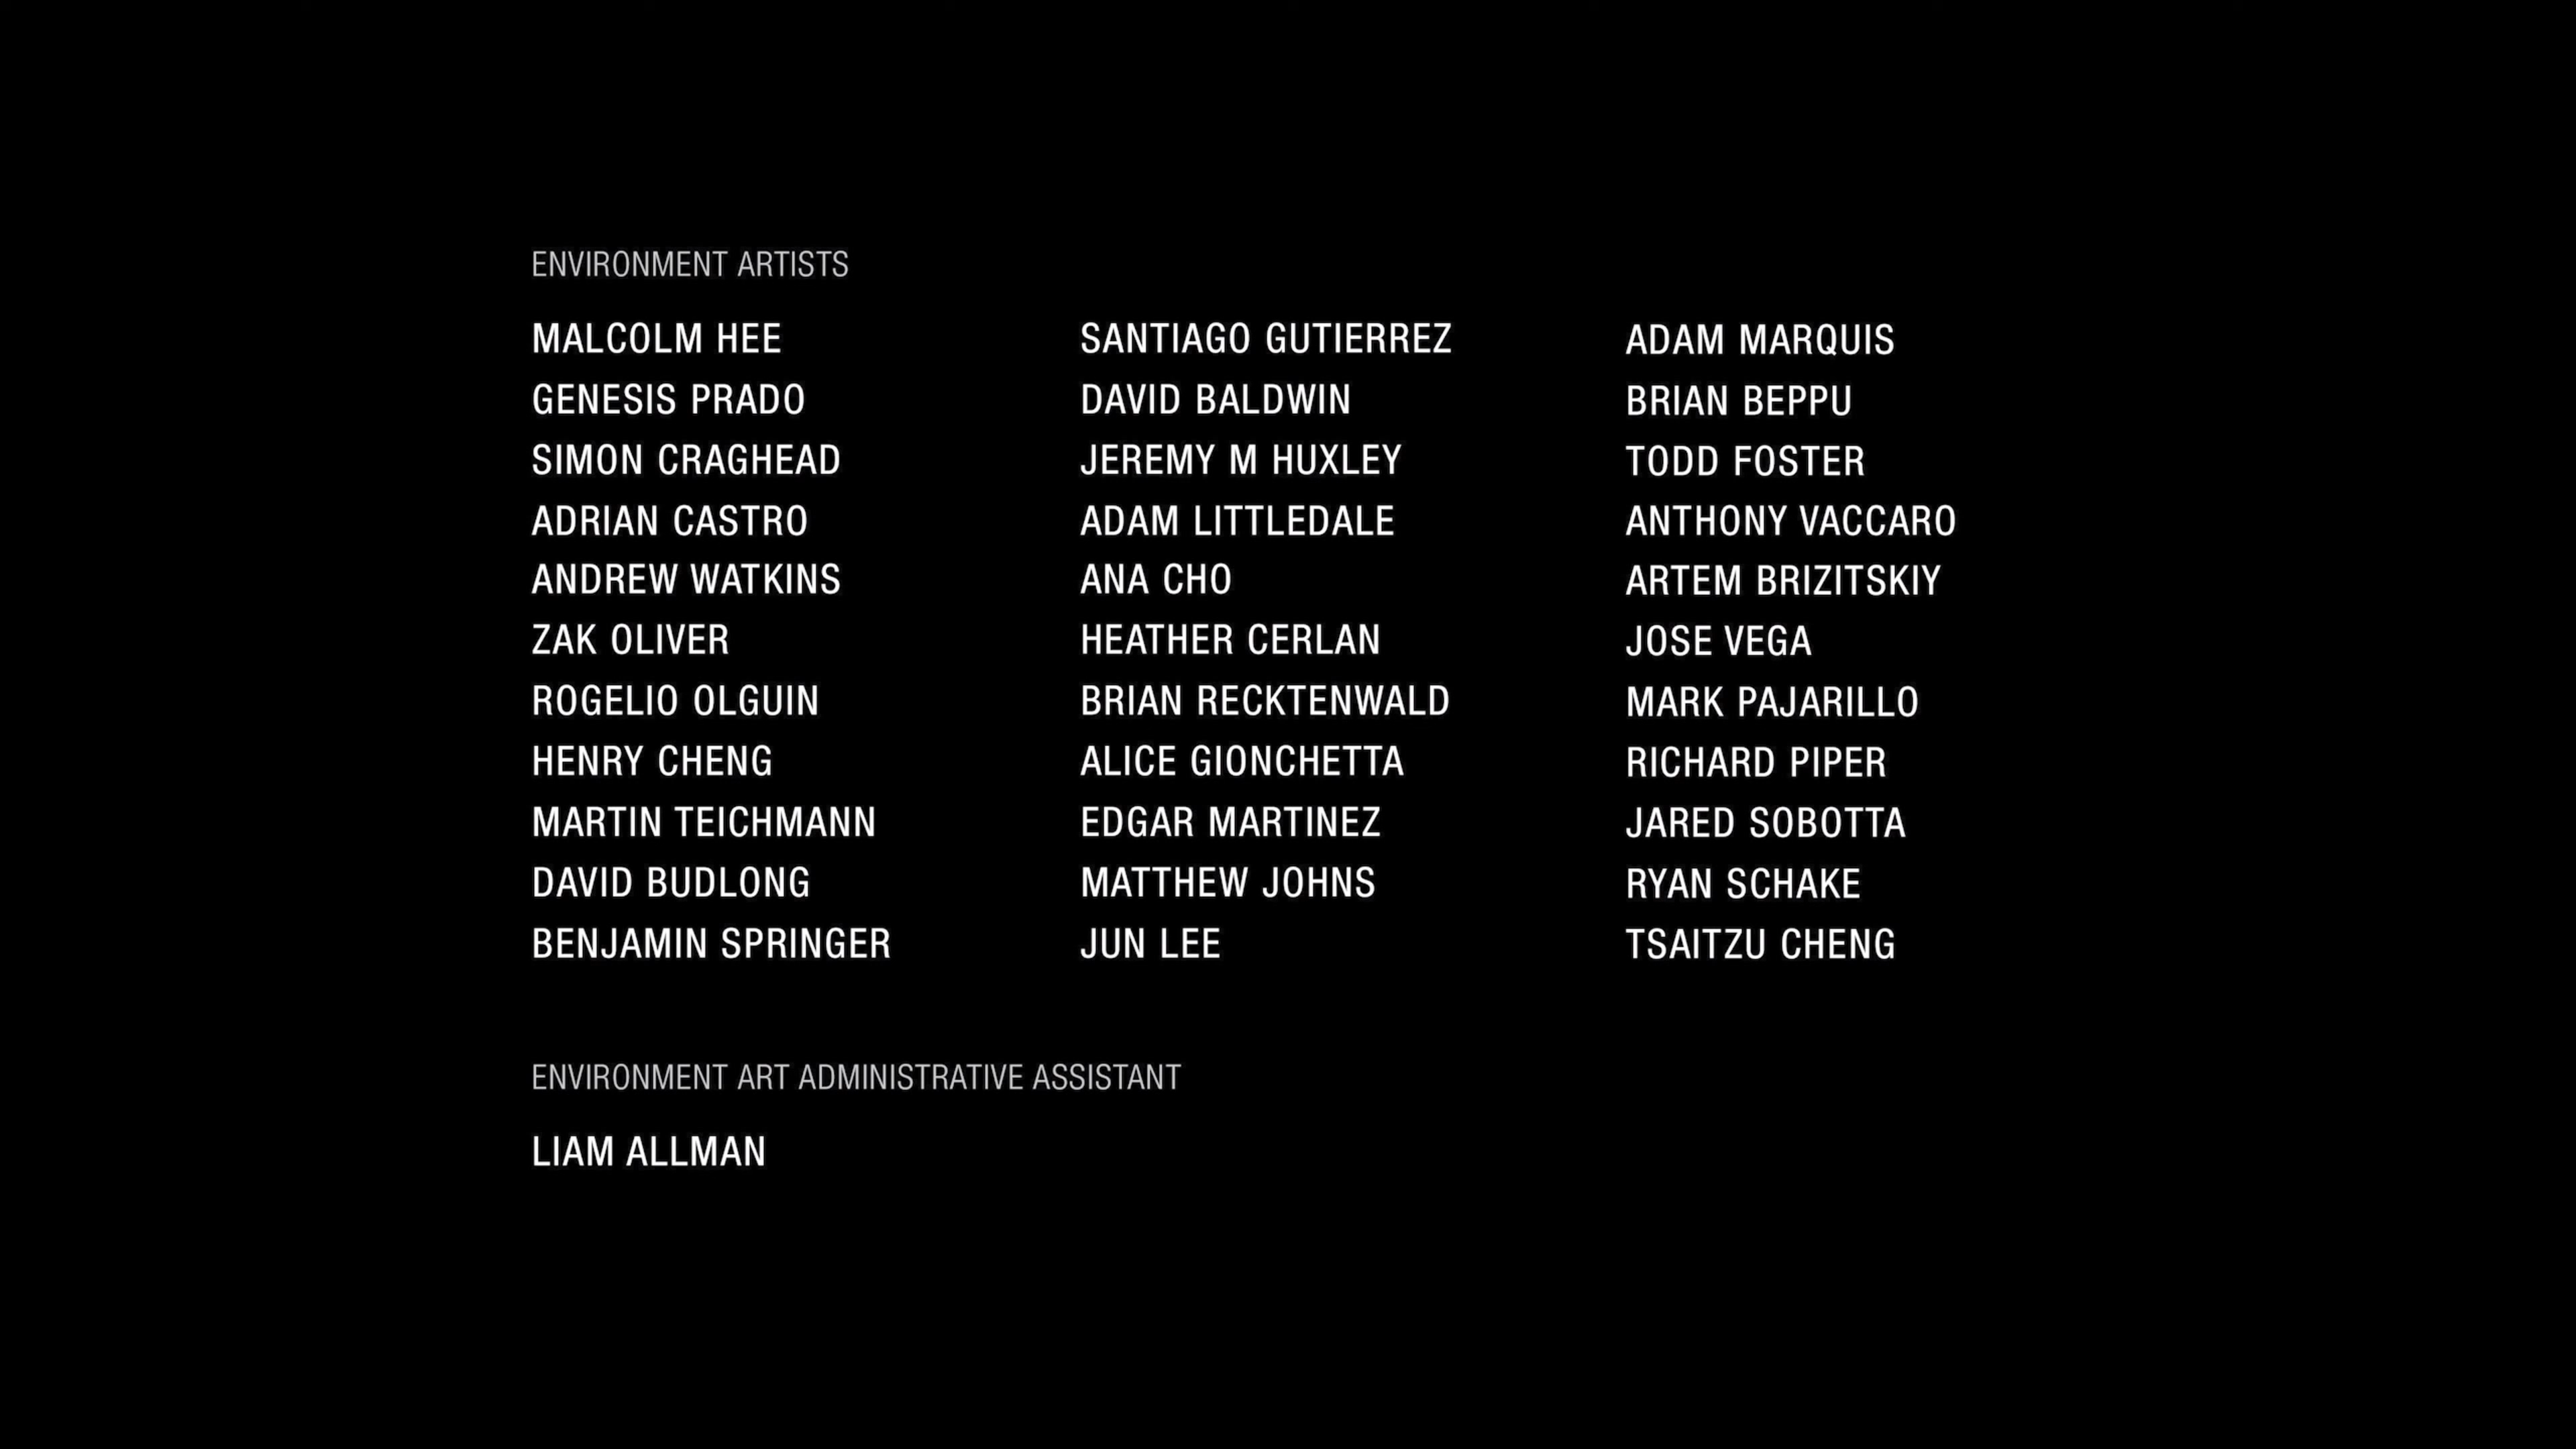 ENVIRONMENT ARTISTS
MALCOLM HEE
GENESIS PRADO
SIMON CRAGHEAD
ADRIAN CASTRO
ANDREW WATKINS
ZAK OLIVER
ROGELIO OLGUIN
HENRY CHENG
MARTIN TEICHMANN
DAVID BUDLONG
BENJAMIN SPRINGER
SANTIAGO GUTIERREZ
DAVID BALDWIN
JEREMY M HUXLEY
ADAM LITTLEDALE
ANA CHO
HEATHER CERLAN
BRIAN RECKTENWALD
ALICE GIONCHETTA
EDGAR MARTINEZ
MATTHEW JOHNS
JUN LEE
ADAM MARQUIS
BRIAN BEPPU
TODD FOSTER
ANTHONY VACCARO
ARTEM BRIZITSKIY
JOSE VEGA
MARK PAJARILLO
RICHARD PIPER
JARED SOBOTTA
RYAN SCHAKE
TSAITZU CHENG
ENVIRONMENT ART ADMINISTRATIVE ASSISTANT
LIAM ALLMAN